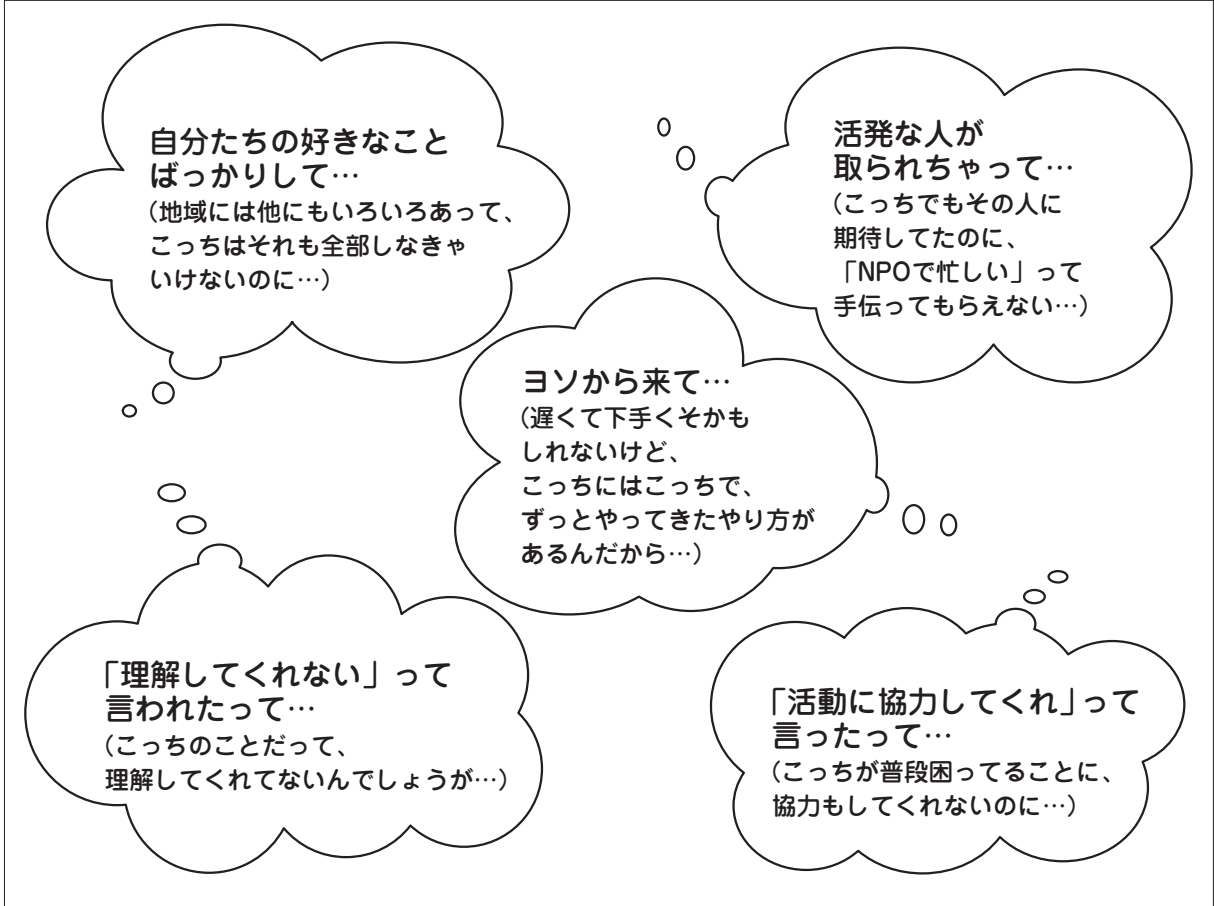 自分たちの好きなこと
ばっかりして…
（地域には他にもいろいろあって、
こっちはそれも全部しなきゃ
いけないのに…）
活発な人が
取られちゃって…
（こっちでもその人に
期待してたのに、
「NPOで忙しい」って
手伝ってもらえない…）
ヨソから来て…
（遅くて下手くそかも
しれないけど、
こっちにはこっちで、
ずっとやってきたやり方が
あるんだから…）
「理解してくれない」って
言われたって…
（こっちのことだって、
理解してくれてないんでしょうが…）
「活動に協力してくれ」って
言ったって…
（こっちが普段困ってることに、
協力もしてくれないのに…）